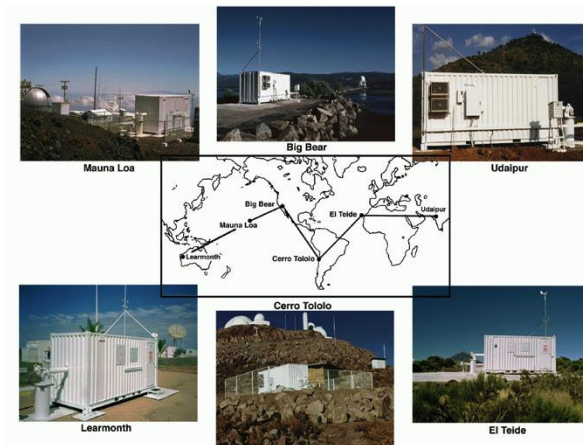 Mauna Loa
Big Bear
Udaipur
Big Bear
El Teide
Udaipur
Mauna Loa
Learmonth
Cerro Tololo
Cerro Tololo
Learmonth
El Teide